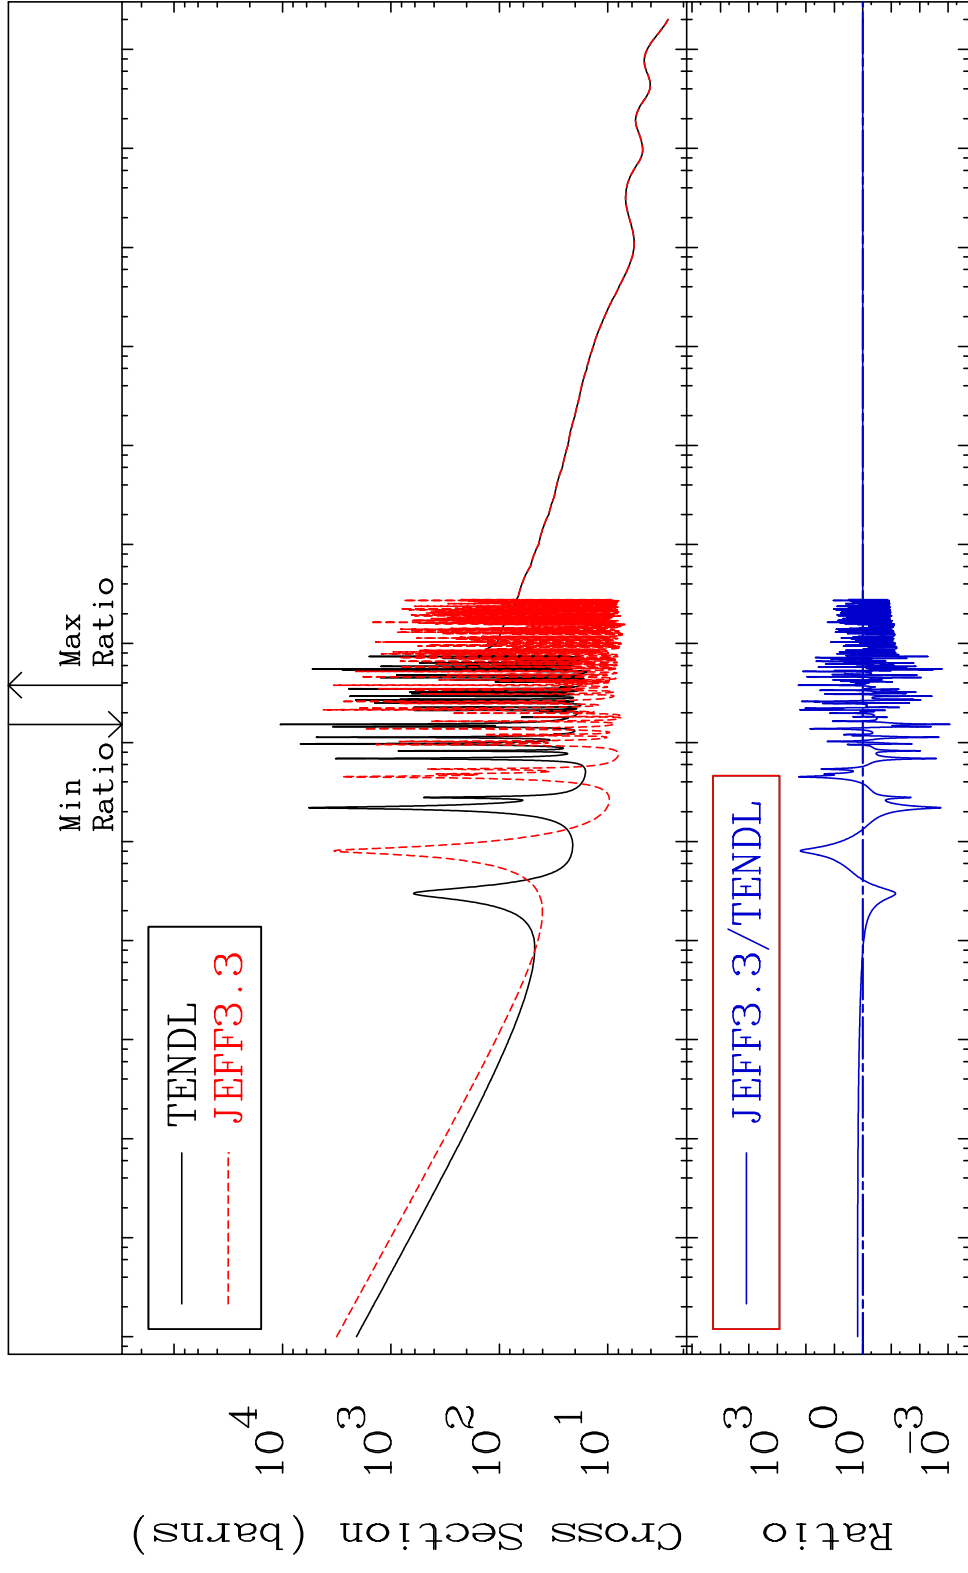 Min
Ratio
Max
Ratio
TENDL
JEFF3.3
10^4
10^3
10^2
10^1
Cross Section (barns)
JEFF3.3/TENDL
10^3
10^0
10^-3
Ratio